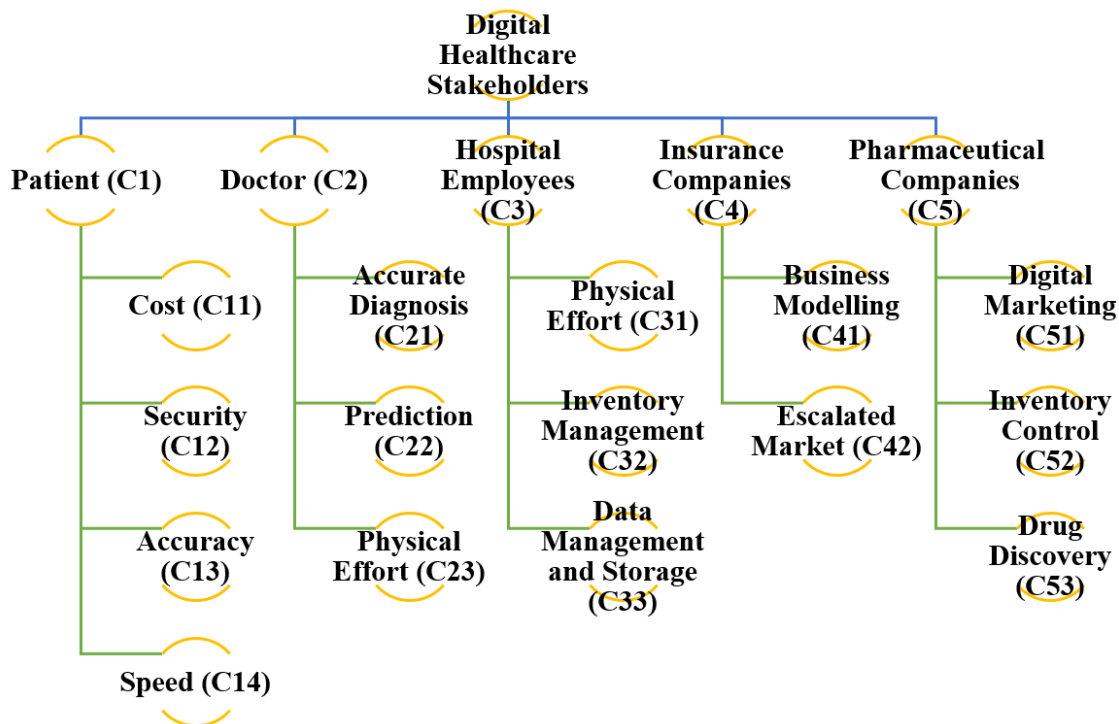 Digital
Healthcare
Stakeholders
Patient (C1)
Doctor (C2)
Hospital
Employees
(C3)
Insurance
Companies
(C4)
Pharmaceutical
Companies
(C5)
Cost (C11)
Security
(C12)
Accuracy
(C13)
Speed (C14)
Accurate
Diagnosis
(C21)
Prediction
(C22)
Physical
Effort (C23)
Physical
Effort (C31)
Inventory
Management
(C32)
Data
Management
and Storage
(C33)
Business
Modelling
(C41)
Escalated
Market (C42)
Digital
Marketing
(C51)
Inventory
Control
(C52)
Drug
Discovery
(C53)